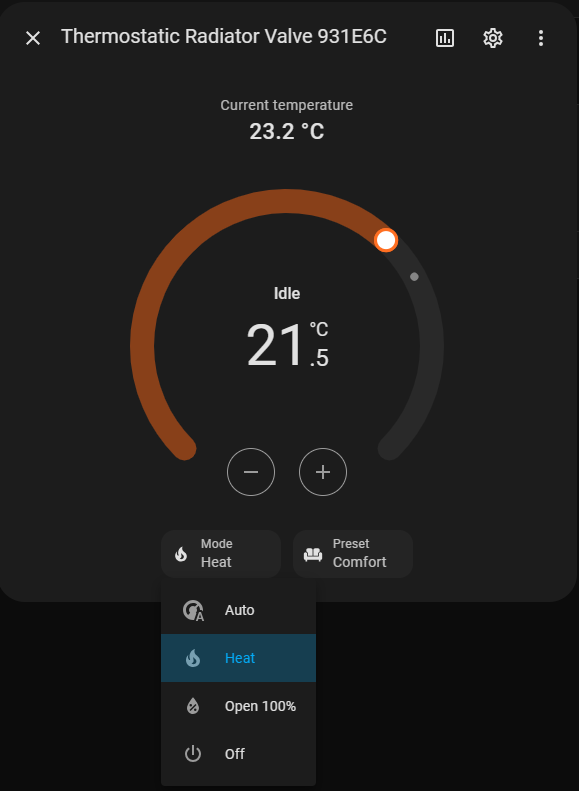 Thermostatic Radiator Valve 931E6C
Current temperature
23.2 °C
Idle
21.5 °C
Mode
Heat
Preset
Comfort
Auto
Heat
Open 100%
Off